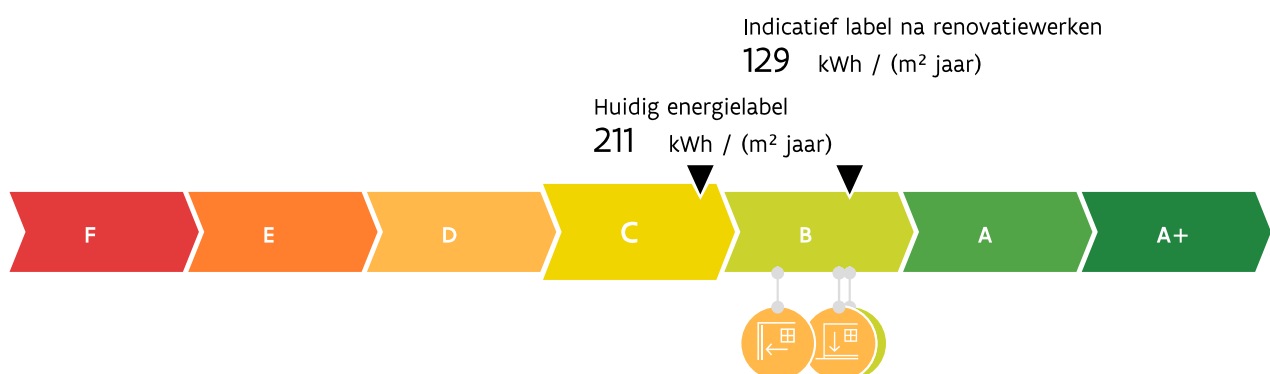 Indicatief label na renovatiewerken
129 kWh / (m² jaar)
Huidig energielabel
211 kWh / (m² jaar)
F E D C B A A+